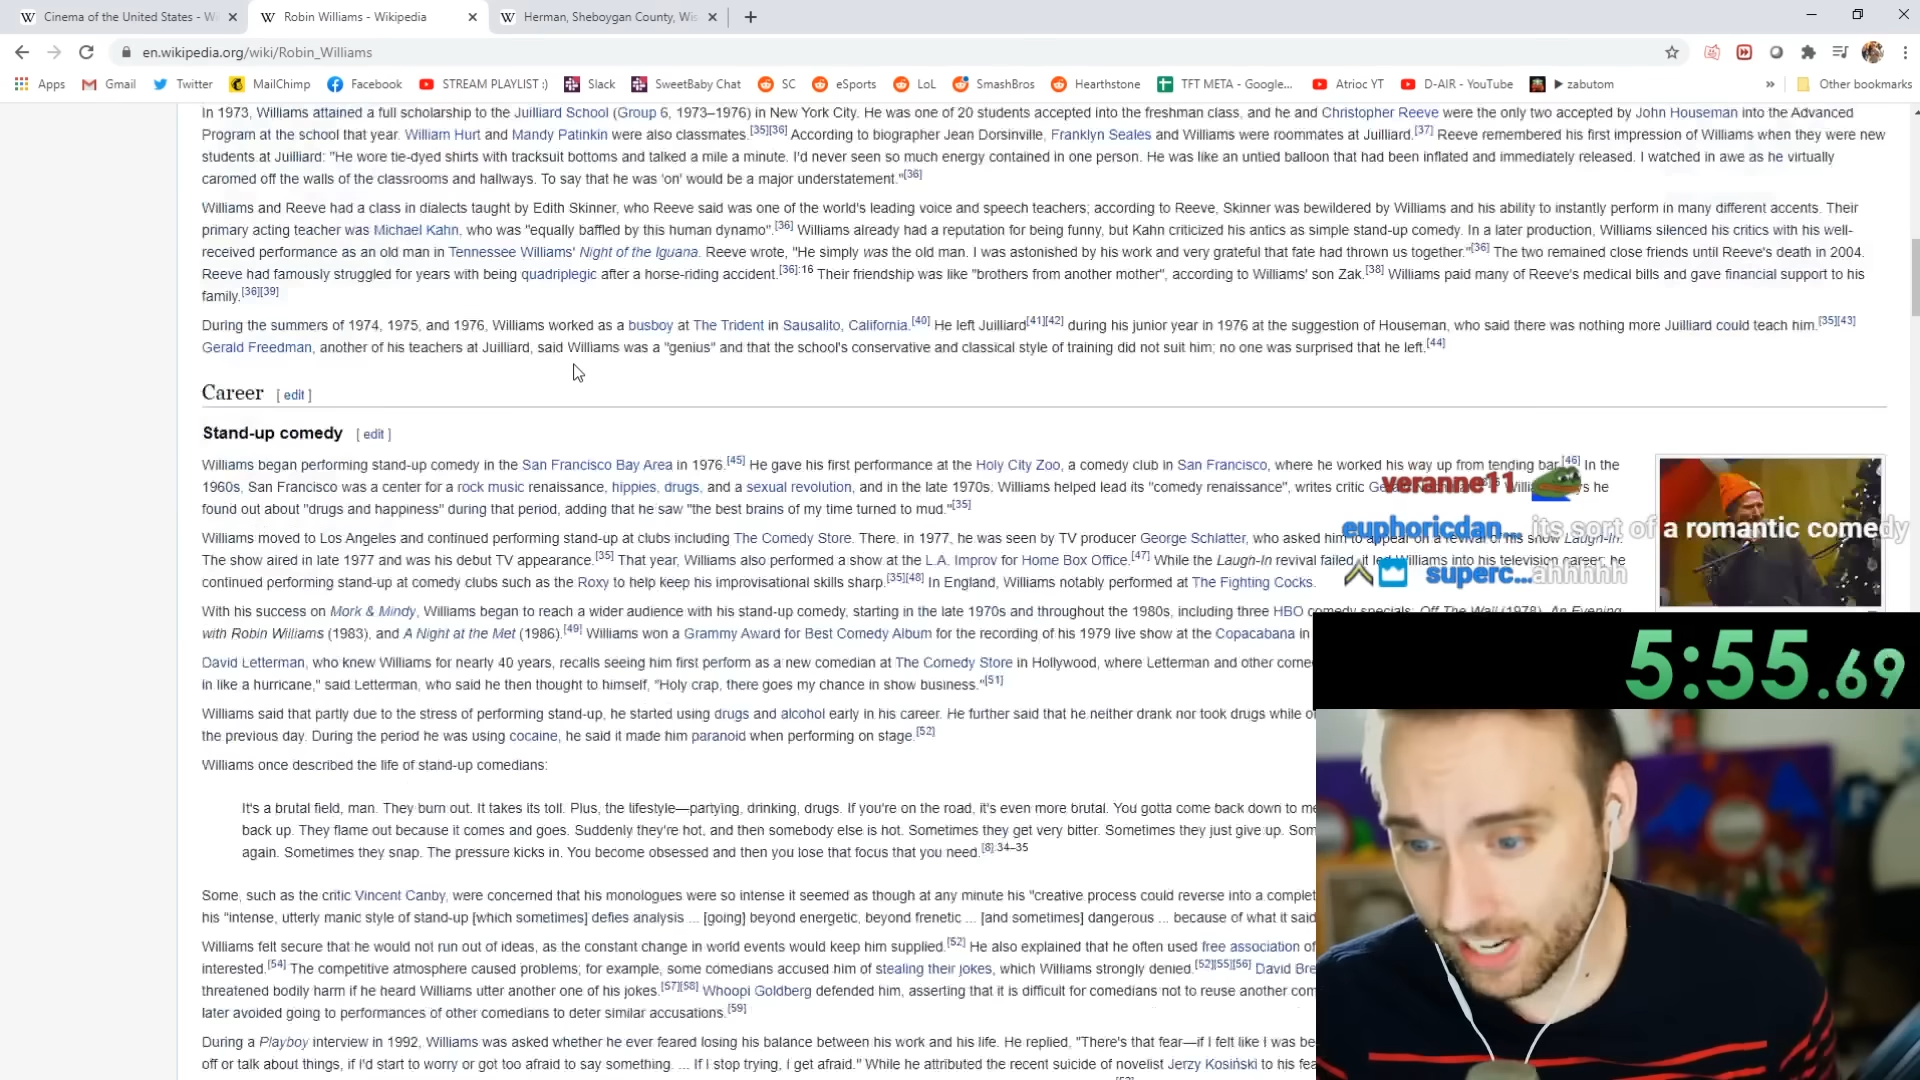 Cinema of the United States - Wi
Robin Williams - Wikipedia
Herman, Sheboygan County, Wis
en.wikipedia.org/wiki/Robin_Williams
Apps Gmail Twitter MailChimp Facebook STREAM PLAYLIST :) Slack SweetBaby Chat SC eSports LoL SmashBros Hearthstone TFT META - Google... Atrioc YT D-AIR - YouTube ► zabutom » Other bookmarks
In 1973, Williams attained a full scholarship to the Juilliard School (Group 6, 1973–1976) in New York City. He was one of 20 students accepted into the freshman class, and he and Christopher Reeve were the only two accepted by John Houseman into the Advanced
Program at the school that year. William Hurt and Mandy Patinkin were also classmates.[35][36] According to biographer Jean Dorsinville, Franklyn Seales and Williams were roommates at Juilliard.[37] Reeve remembered his first impression of Williams when they were new
students at Juilliard: "He wore tie-dyed shirts with tracksuit bottoms and talked a mile a minute. I'd never seen so much energy contained in one person. He was like an untied balloon that had been inflated and immediately released. I watched in awe as he virtually
caromed off the walls of the classrooms and hallways. To say that he was 'on' would be a major understatement."[36]
Williams and Reeve had a class in dialects taught by Edith Skinner, who Reeve said was one of the world's leading voice and speech teachers; according to Reeve, Skinner was bewildered by Williams and his ability to instantly perform in many different accents. Their
primary acting teacher was Michael Kahn, who was "equally baffled by this human dynamo".[36] Williams already had a reputation for being funny, but Kahn criticized his antics as simple stand-up comedy. In a later production, Williams silenced his critics with his well-
received performance as an old man in Tennessee Williams' Night of the Iguana. Reeve wrote, "He simply was the old man. I was astonished by his work and very grateful that fate had thrown us together."[36] The two remained close friends until Reeve's death in 2004.
Reeve had famously struggled for years with being quadriplegic after a horse-riding accident.[36]:16 Their friendship was like "brothers from another mother", according to Williams' son Zak.[38] Williams paid many of Reeve's medical bills and gave financial support to his
family.[36][39]
During the summers of 1974, 1975, and 1976, Williams worked as a busboy at The Trident in Sausalito, California.[40] He left Juilliard[41][42] during his junior year in 1976 at the suggestion of Houseman, who said there was nothing more Juilliard could teach him.[35][43]
Gerald Freedman, another of his teachers at Juilliard, said Williams was a "genius" and that the school's conservative and classical style of training did not suit him; no one was surprised that he left.[44]
Career [ edit ]
Stand-up comedy [ edit ]
Williams began performing stand-up comedy in the San Francisco Bay Area in 1976.[45] He gave his first performance at the Holy City Zoo, a comedy club in San Francisco, where he worked his way up from tending bar.[46] In the
1960s, San Francisco was a center for a rock music renaissance, hippies, drugs, and a sexual revolution, and in the late 1970s, Williams helped lead its "comedy renaissance", writes critic
found out about "drugs and happiness" during that period, adding that he saw "the best brains of my time turned to mud."[35]
veranne11
euphoricdan... its sort of a romantic comedy
superc... ahhhhh
Williams moved to Los Angeles and continued performing stand-up at clubs including The Comedy Store. There, in 1977, he was seen by TV producer George Schlatter, who asked him to appear on a revival of his show Laugh-In.
The show aired in late 1977 and was his debut TV appearance.[35] That year, Williams also performed a show at the L.A. Improv for Home Box Office.[47] While the Laugh-In revival failed, it led Williams into his television career; he
continued performing stand-up at comedy clubs such as the Roxy to help keep his improvisational skills sharp.[35][48] In England, Williams notably performed at The Fighting Cocks.
With his success on Mork & Mindy, Williams began to reach a wider audience with his stand-up comedy, starting in the late 1970s and throughout the 1980s, including three HBO comedy specials: Off The Wall (1978), An Evening
with Robin Williams (1983), and A Night at the Met (1986).[49] Williams won a Grammy Award for Best Comedy Album for the recording of his 1979 live show at the Copacabana in
David Letterman, who knew Williams for nearly 40 years, recalls seeing him first perform as a new comedian at The Comedy Store in Hollywood, where Letterman and other come
in like a hurricane," said Letterman, who said he then thought to himself, "Holy crap, there goes my chance in show business."[51]
5:55.69
Williams said that partly due to the stress of performing stand-up, he started using drugs and alcohol early in his career. He further said that he neither drank nor took drugs while o
the previous day. During the period he was using cocaine, he said it made him paranoid when performing on stage.[52]
Williams once described the life of stand-up comedians:
It's a brutal field, man. They burn out. It takes its toll. Plus, the lifestyle—partying, drinking, drugs. If you're on the road, it's even more brutal. You gotta come back down to me
back up. They flame out because it comes and goes. Suddenly they're hot, and then somebody else is hot. Sometimes they get very bitter. Sometimes they just give up. Som
again. Sometimes they snap. The pressure kicks in. You become obsessed and then you lose that focus that you need.[8]:34–35
Some, such as the critic Vincent Canby, were concerned that his monologues were so intense it seemed as though at any minute his "creative process could reverse into a complet
his "intense, utterly manic style of stand-up [which sometimes] defies analysis ... [going] beyond energetic, beyond frenetic ... [and sometimes] dangerous ... because of what it said
Williams felt secure that he would not run out of ideas, as the constant change in world events would keep him supplied.[52] He also explained that he often used free association of
interested.[54] The competitive atmosphere caused problems; for example, some comedians accused him of stealing their jokes, which Williams strongly denied.[52][55][56] David Bre
threatened bodily harm if he heard Williams utter another one of his jokes.[57][58] Whoopi Goldberg defended him, asserting that it is difficult for comedians not to reuse another com
later avoided going to performances of other comedians to deter similar accusations.[59]
During a Playboy interview in 1992, Williams was asked whether he ever feared losing his balance between his work and his life. He replied, "There's that fear—if I felt like I was be
off or talk about things, if I'd start to worry or got too afraid to say something. ... If I stop trying, I get afraid." While he attributed the recent suicide of novelist Jerzy Kosiński to his fea